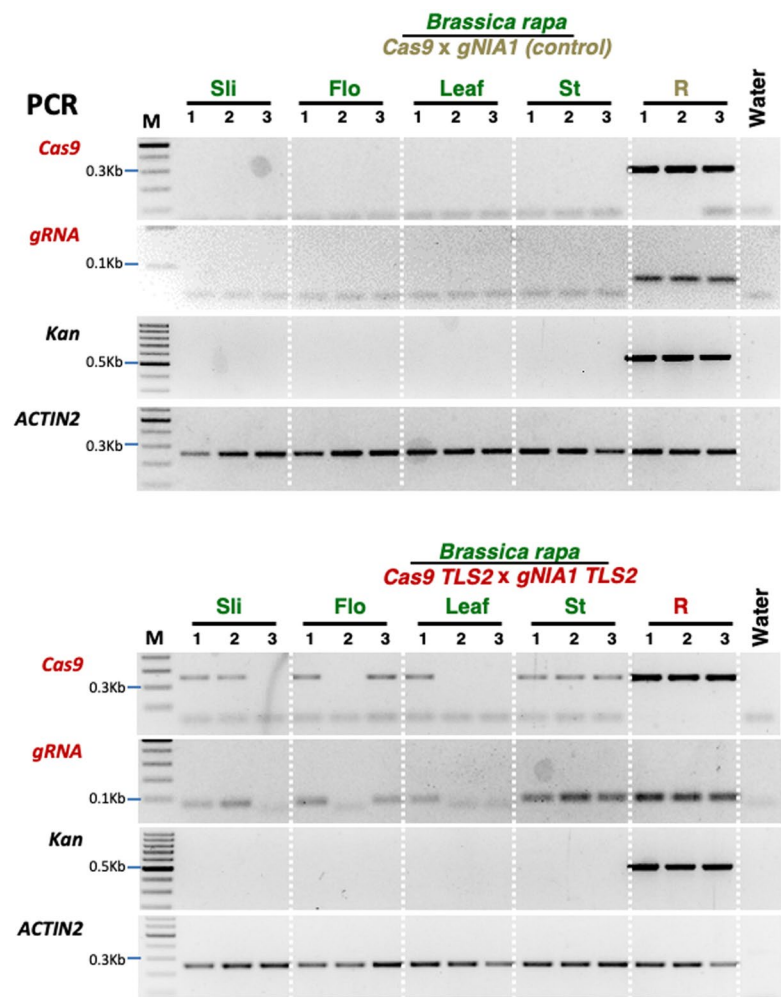 Brassica rapa
Cas9 x gNIA1 (control)
Sli Flo Leaf St R Water
PCR
M 1 2 3 1 2 3 1 2 3 1 2 3 1 2 3
Cas9
0.3Kb
gRNA
0.1Kb
Kan
0.5Kb
ACTIN2
0.3Kb
Brassica rapa
Cas9 TLS2 x gNIA1 TLS2
Sli Flo Leaf St R Water
M 1 2 3 1 2 3 1 2 3 1 2 3 1 2 3
Cas9
0.3Kb
gRNA
0.1Kb
Kan
0.5Kb
ACTIN2
0.3Kb